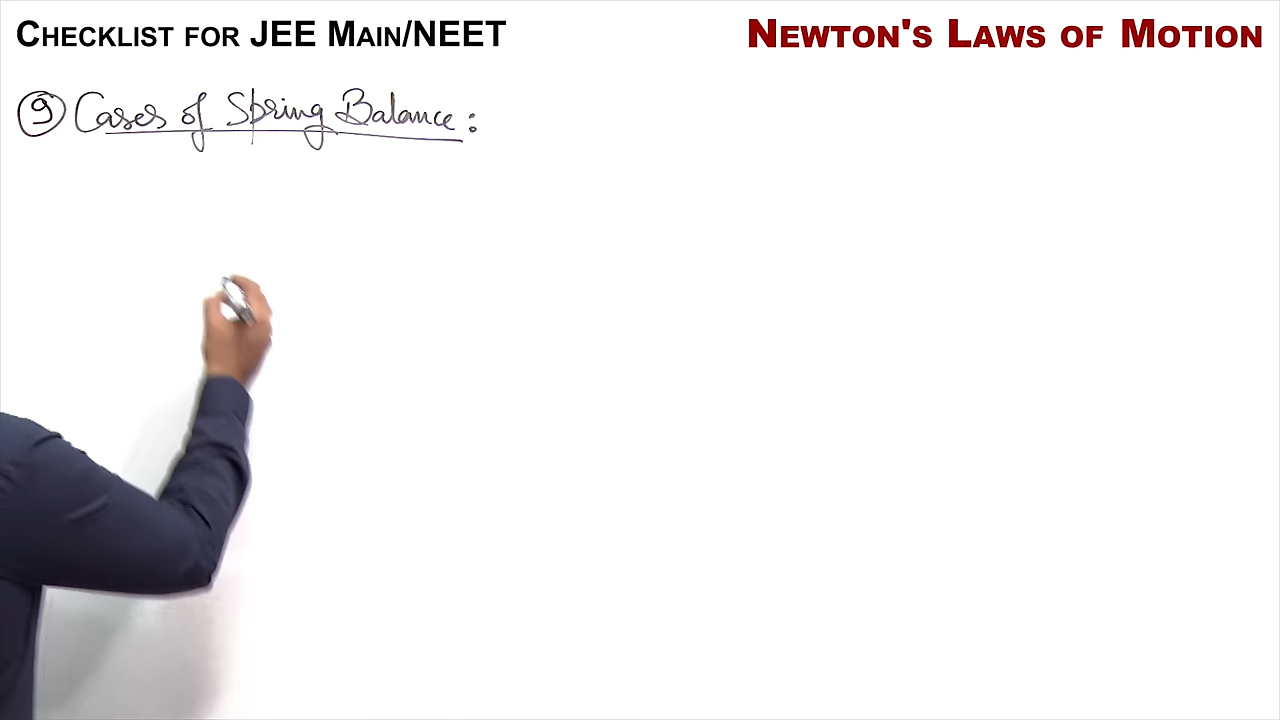 CHECKLIST FOR JEE MAIN/NEET
NEWTON'S LAWS OF MOTION
9 Cases of Spring Balance: